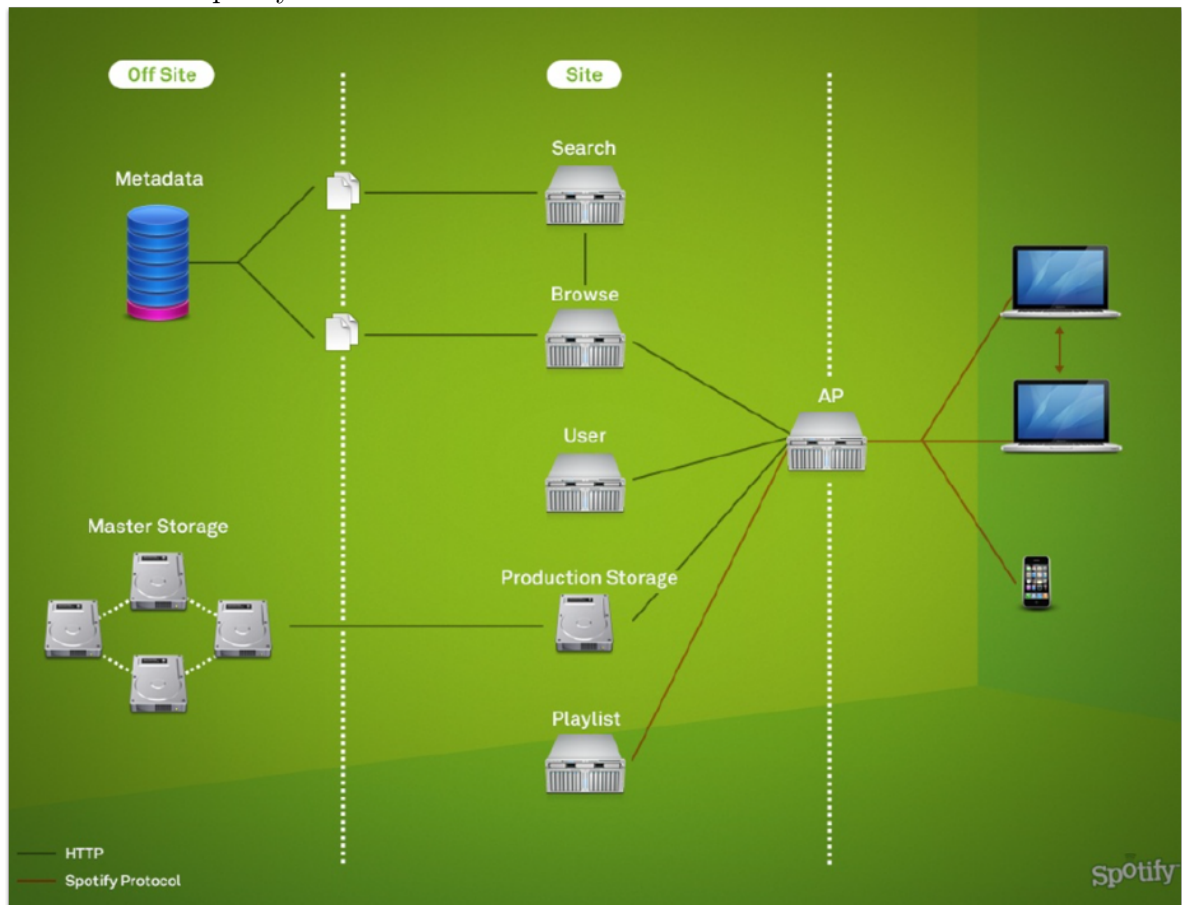 Off Site
Site
Search
Metadata
Browse
AP
User
Master Storage
Production Storage
Playlist
HTTP
Spotify Protocol
Spotify